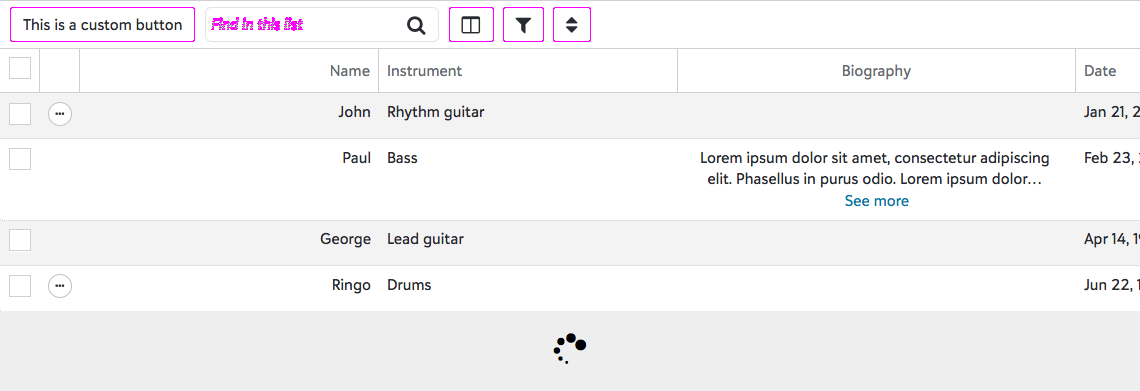 This is a custom button Find in this list
Name Instrument Biography Date
John Rhythm guitar Jan 21, 2
Paul Bass Lorem ipsum dolor sit amet, consectetur adipiscing Feb 23,
elit. Phasellus in purus odio. Lorem ipsum dolor...
See more
George Lead guitar Apr 14, 19
Ringo Drums Jun 22, 1